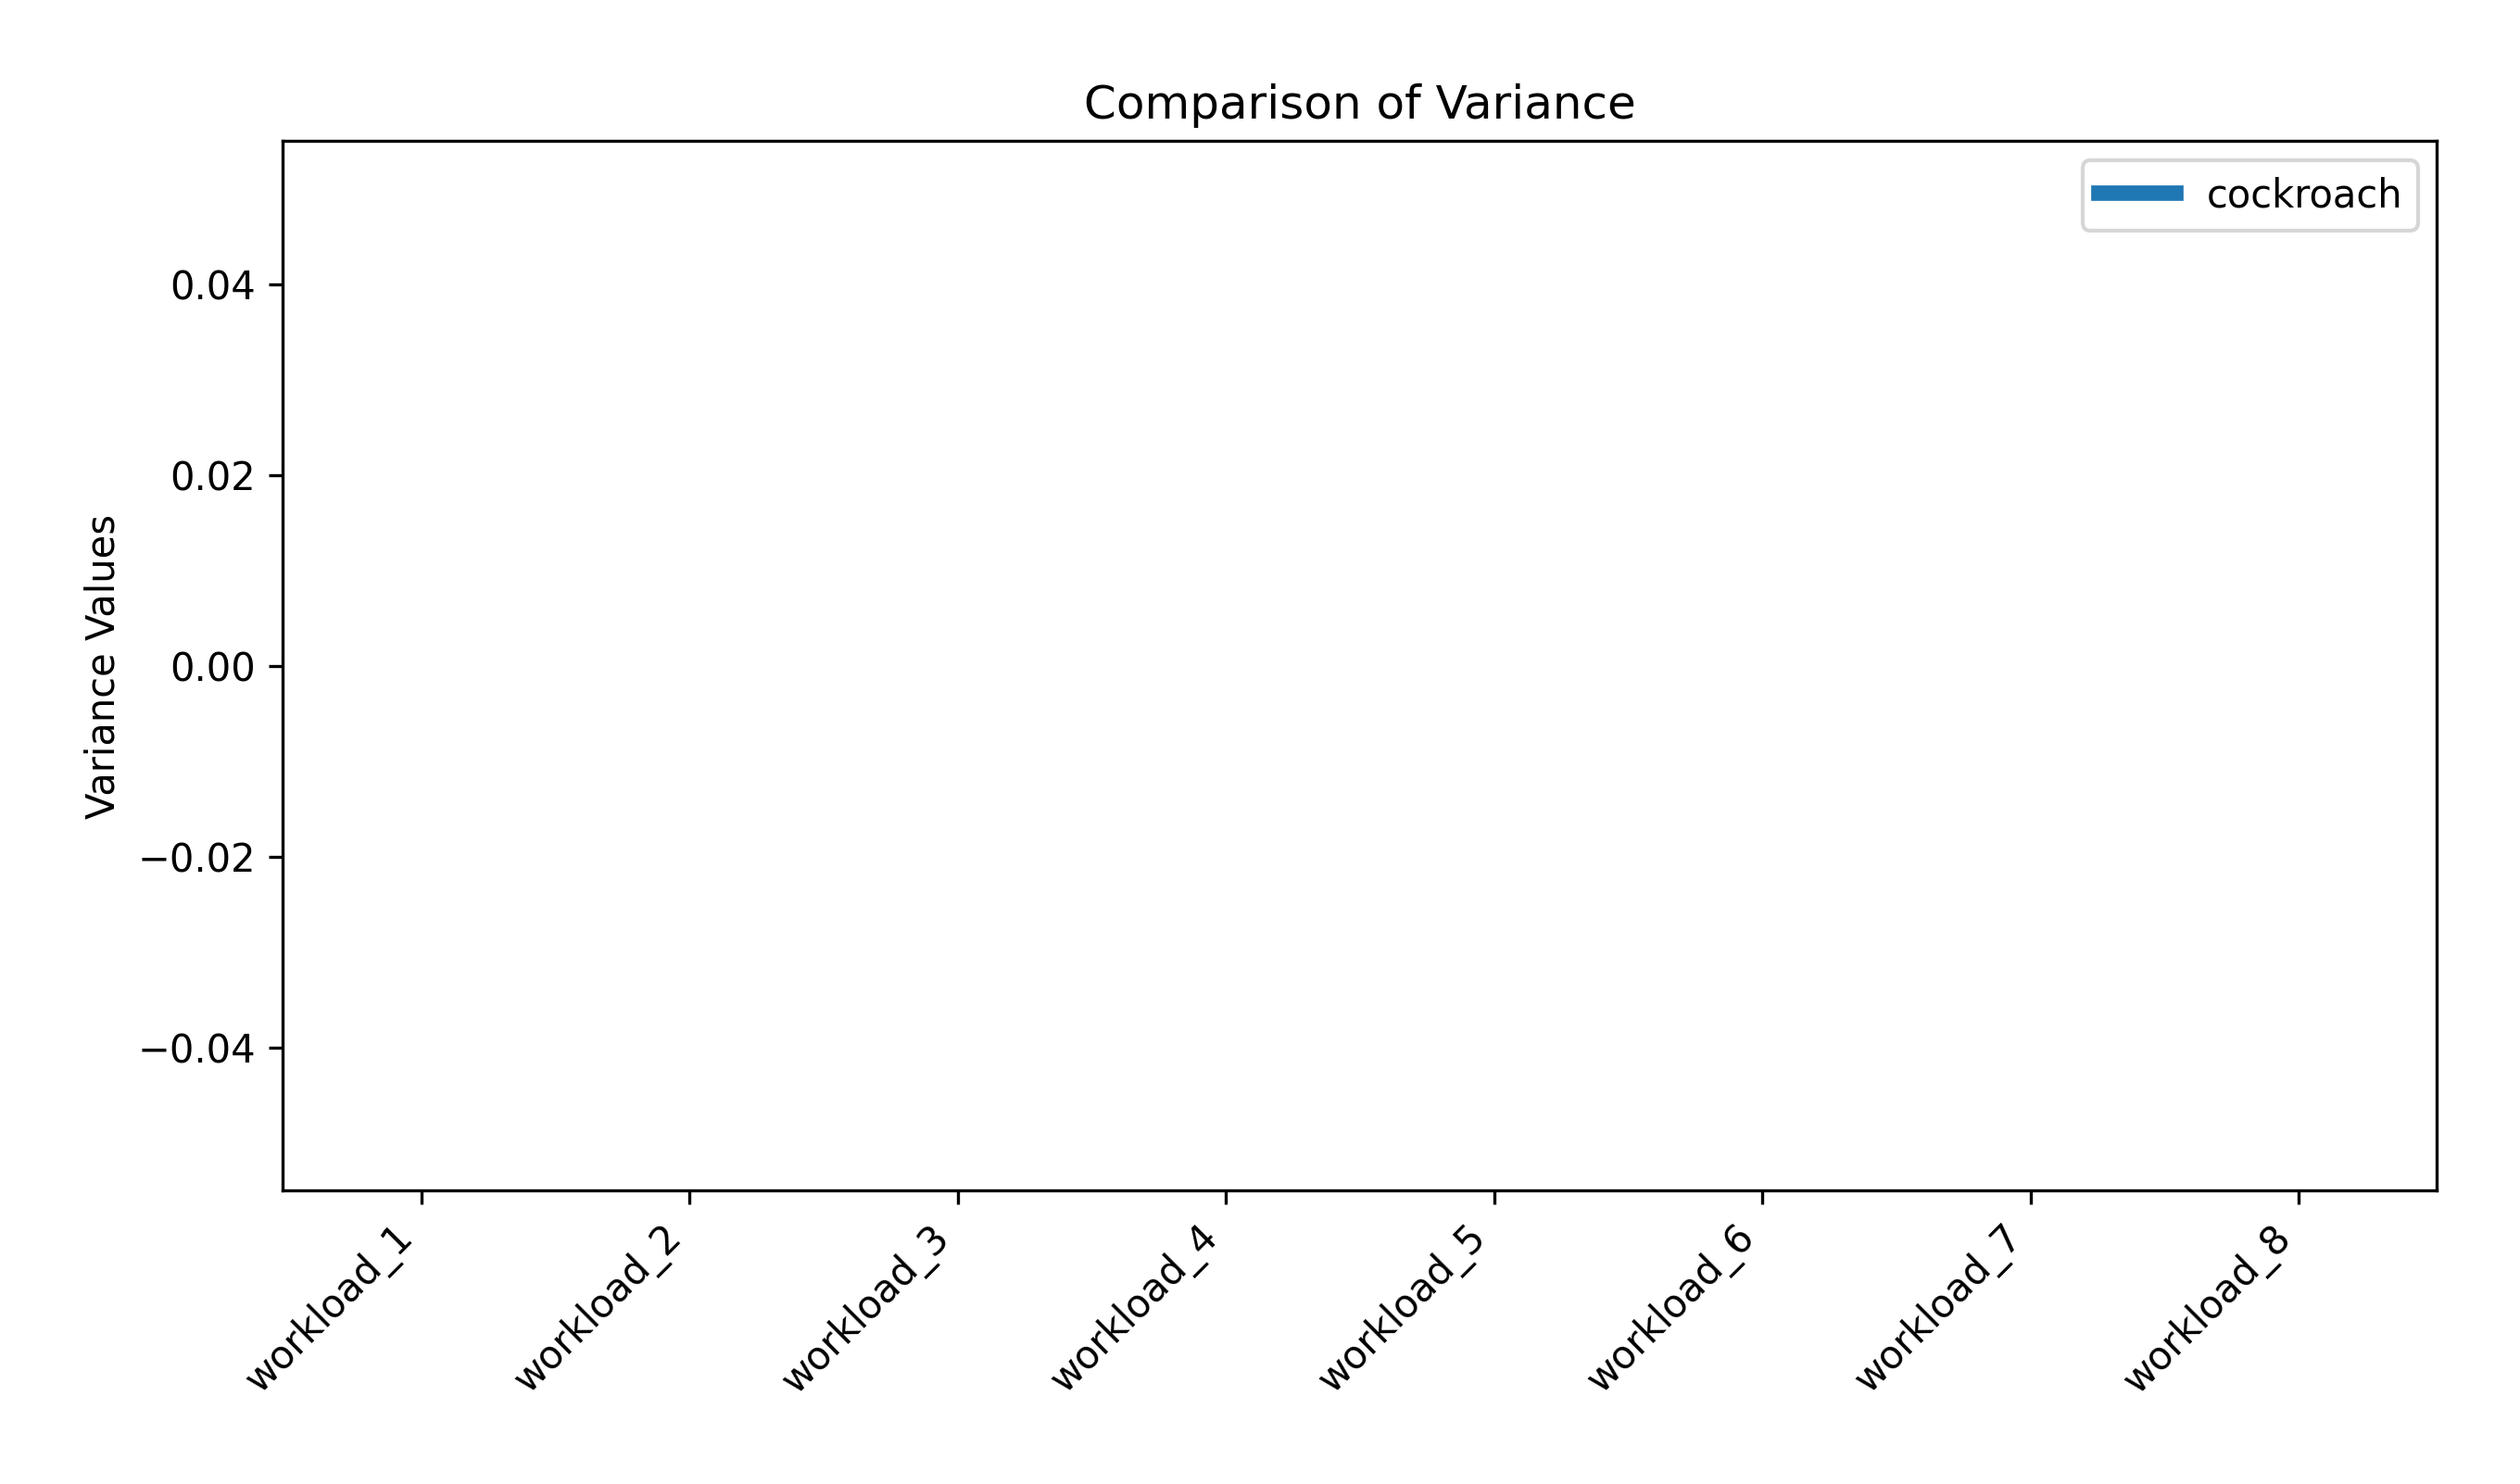 Comparison of Variance
cockroach
Variance Values
0.04
0.02
0.00
−0.02
−0.04
workload_1
workload_2
workload_3
workload_4
workload_5
workload_6
workload_7
workload_8